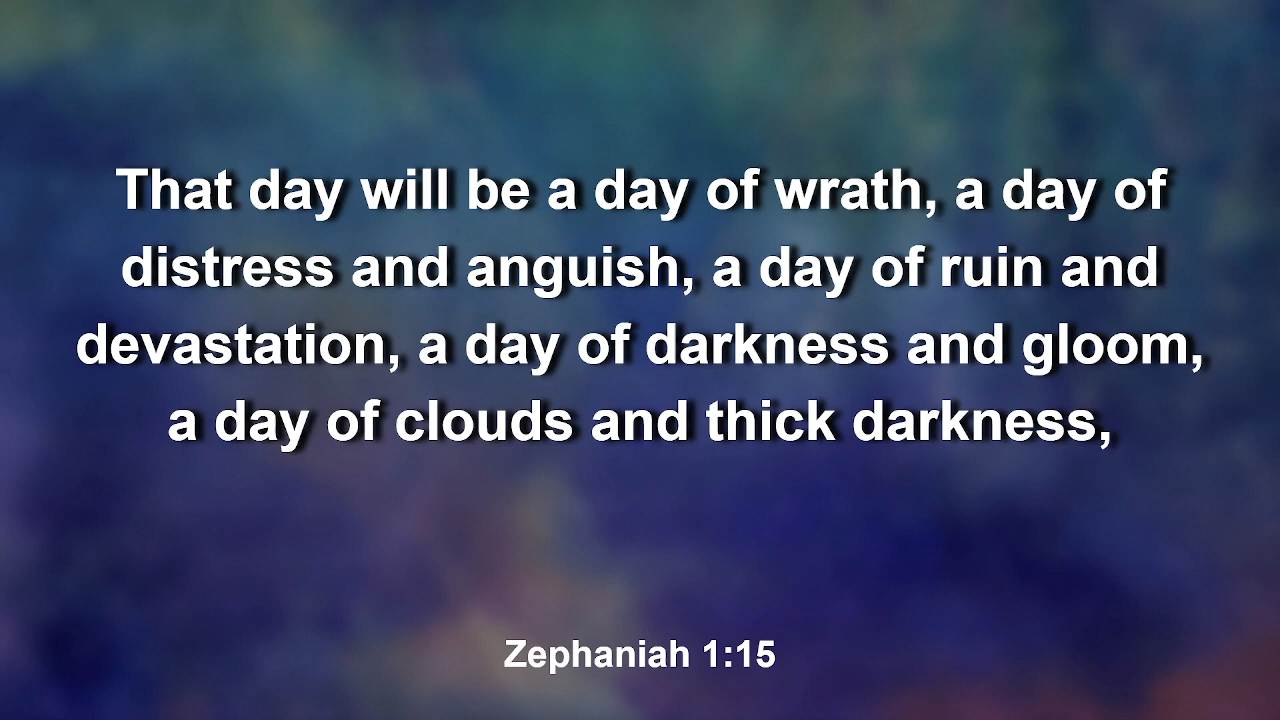 That day will be a day of wrath, a day of
distress and anguish, a day of ruin and
devastation, a day of darkness and gloom,
a day of clouds and thick darkness,
Zephaniah 1:15